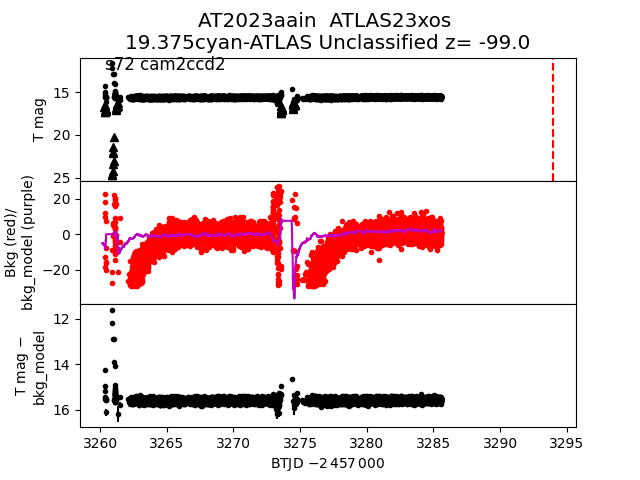 AT2023aain  ATLAS23xos
19.375cyan-ATLAS Unclassified z= -99.0
s72 cam2ccd2
T mag
15
20
25
Bkg (red)/
bkg_model (purple)
20
0
−20
T mag −
bkg_model
12
14
16
3260 3265 3270 3275 3280 3285 3290 3295
BTJD −2 457 000